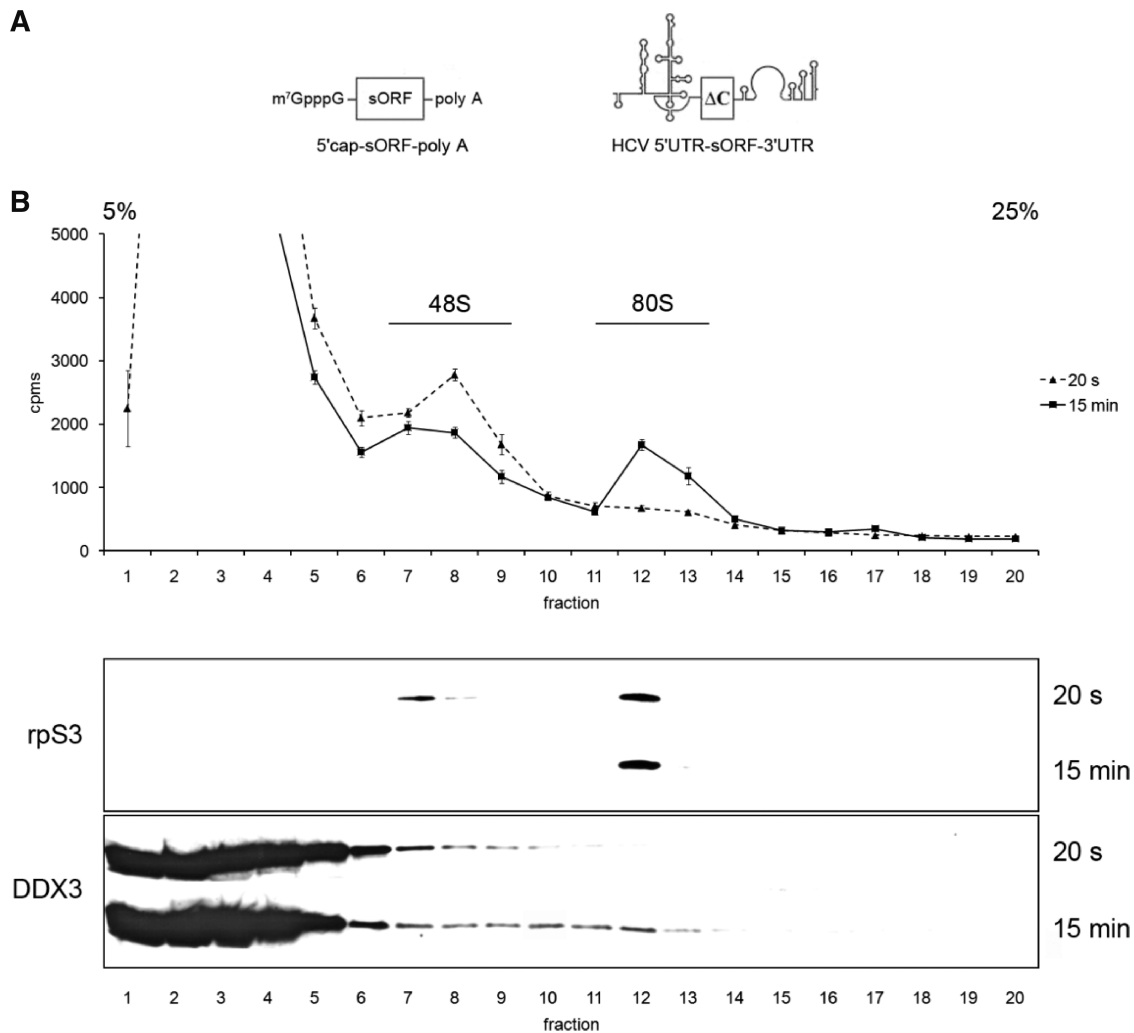 A
m⁷GpppG sORF poly A
5'cap-sORF-poly A
ΔC
HCV 5'UTR-sORF-3'UTR
B
5% 25%
cpms
5000
4000
3000
2000
1000
0
48S 80S
20 s
15 min
1 2 3 4 5 6 7 8 9 10 11 12 13 14 15 16 17 18 19 20
fraction
rpS3
20 s
15 min
DDX3
20 s
15 min
1 2 3 4 5 6 7 8 9 10 11 12 13 14 15 16 17 18 19 20
fraction